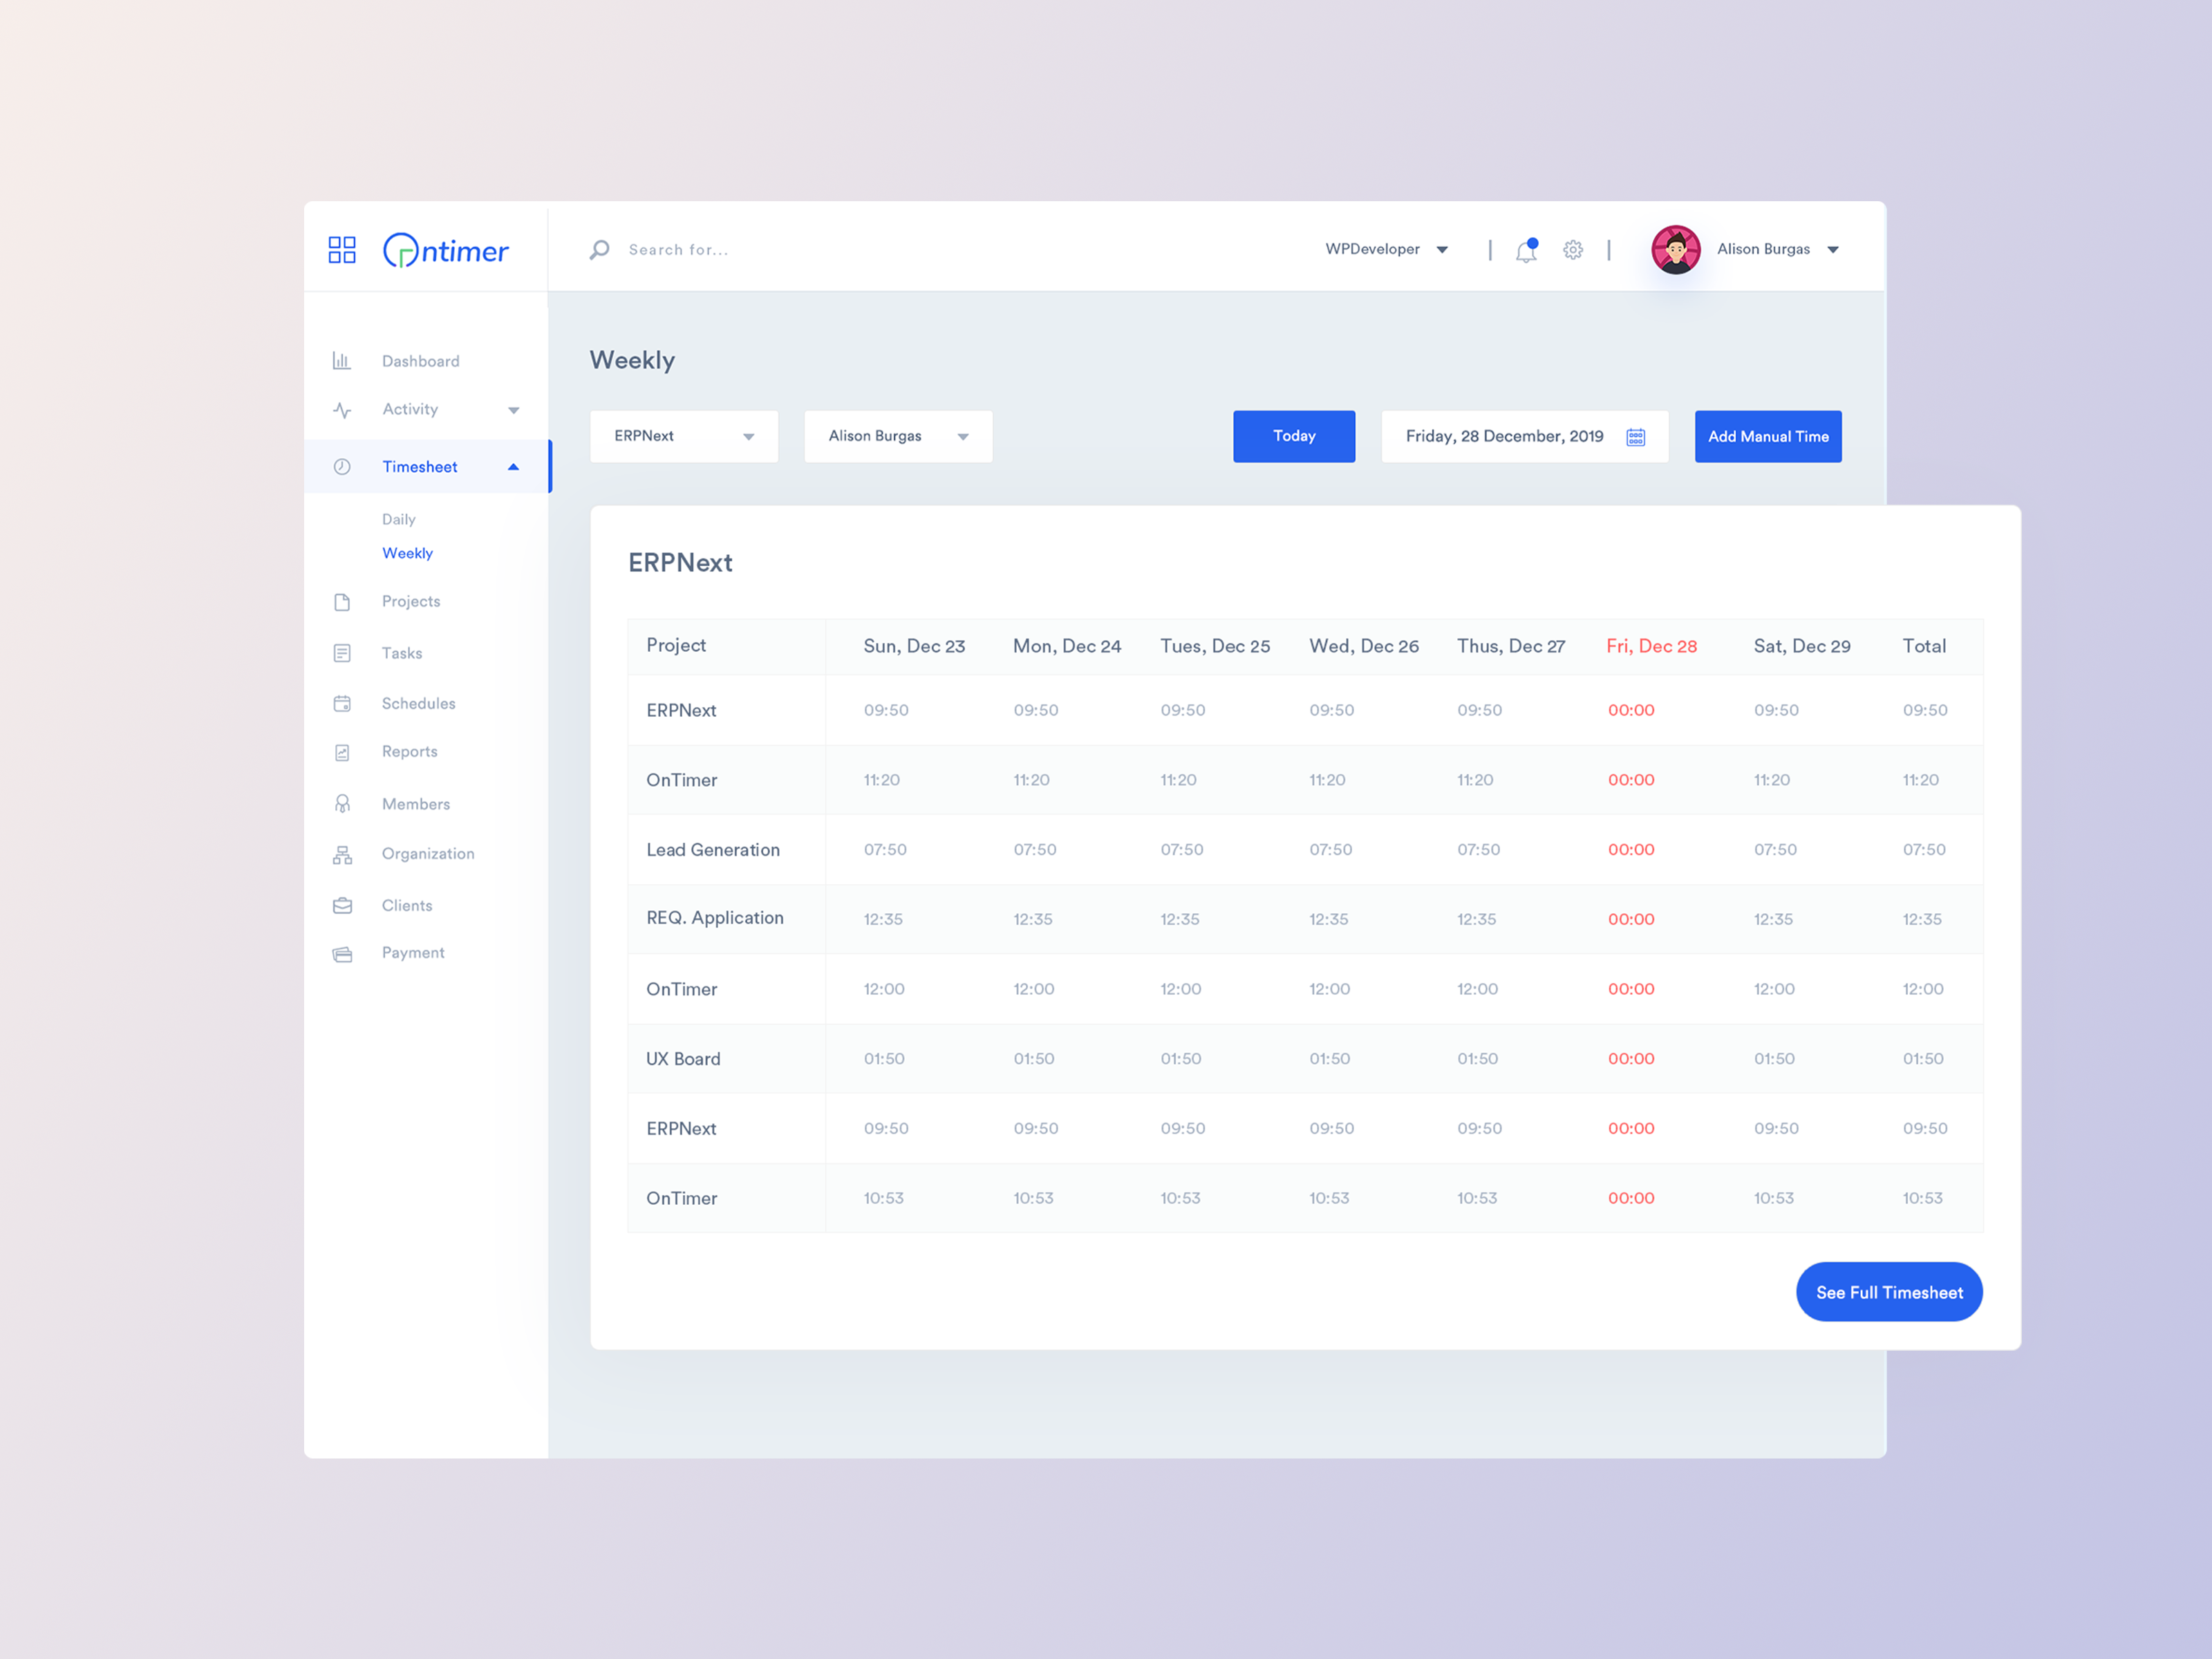 Ontimer
Search for...
WPDeveloper
Alison Burgas
Dashboard
Activity
Timesheet
Daily
Weekly
Projects
Tasks
Schedules
Reports
Members
Organization
Clients
Payment
Weekly
ERPNext Alison Burgas Today Friday, 28 December, 2019 Add Manual Time
ERPNext
Project Sun, Dec 23 Mon, Dec 24 Tues, Dec 25 Wed, Dec 26 Thus, Dec 27 Fri, Dec 28 Sat, Dec 29 Total
ERPNext 09:50 09:50 09:50 09:50 09:50 00:00 09:50 09:50
OnTimer 11:20 11:20 11:20 11:20 11:20 00:00 11:20 11:20
Lead Generation 07:50 07:50 07:50 07:50 07:50 00:00 07:50 07:50
REQ. Application 12:35 12:35 12:35 12:35 12:35 00:00 12:35 12:35
OnTimer 12:00 12:00 12:00 12:00 12:00 00:00 12:00 12:00
UX Board 01:50 01:50 01:50 01:50 01:50 00:00 01:50 01:50
ERPNext 09:50 09:50 09:50 09:50 09:50 00:00 09:50 09:50
OnTimer 10:53 10:53 10:53 10:53 10:53 00:00 10:53 10:53
See Full Timesheet